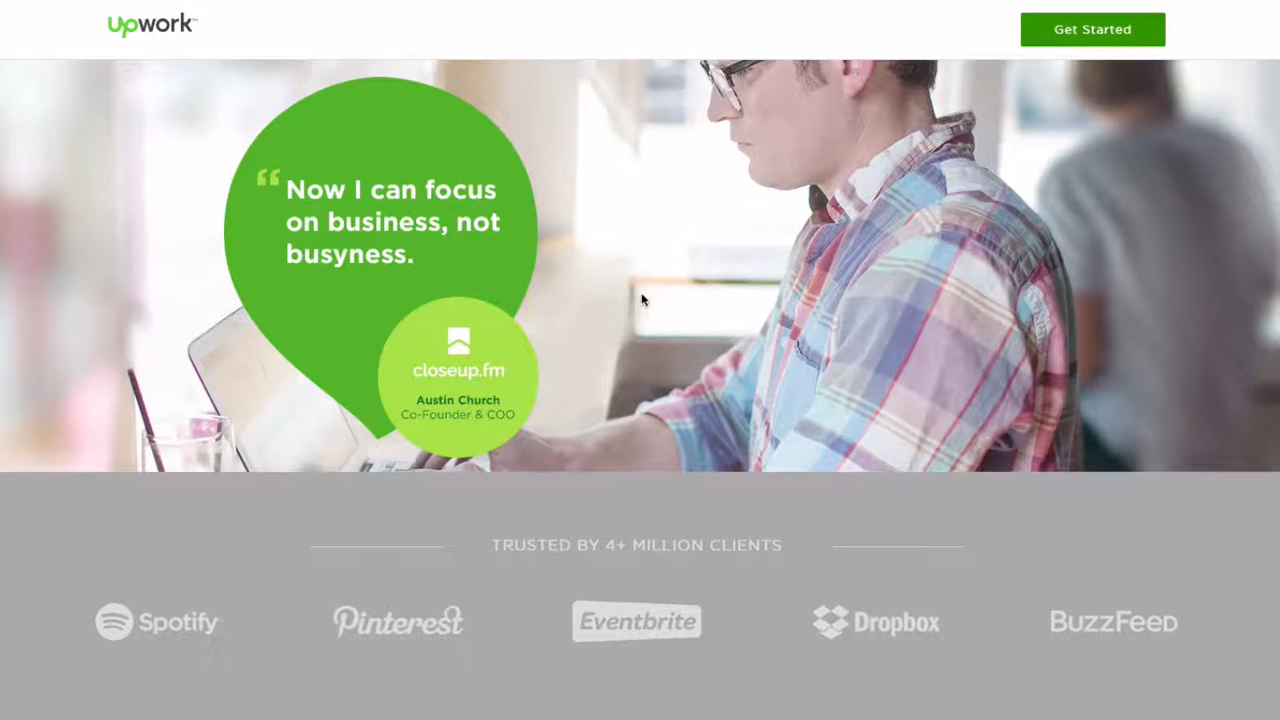 Upwork™
Get Started
“ Now I can focus
on business, not
busyness.
closeup.fm
Austin Church
Co-Founder & COO
TRUSTED BY 4+ MILLION CLIENTS
Spotify
Pinterest
Eventbrite
Dropbox
BuzzFeed